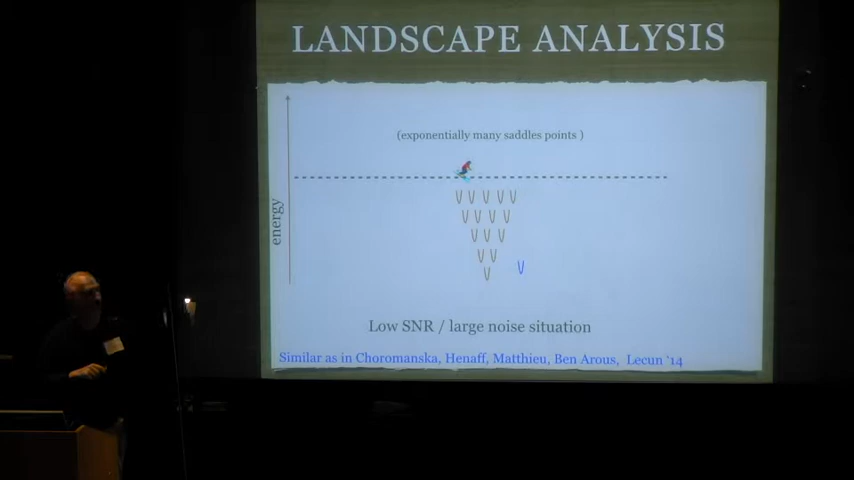 LANDSCAPE ANALYSIS
(exponentially many saddles points )
energy
Low SNR / large noise situation
Similar as in Choromanska, Henaff, Matthieu, Ben Arous, Lecun '14